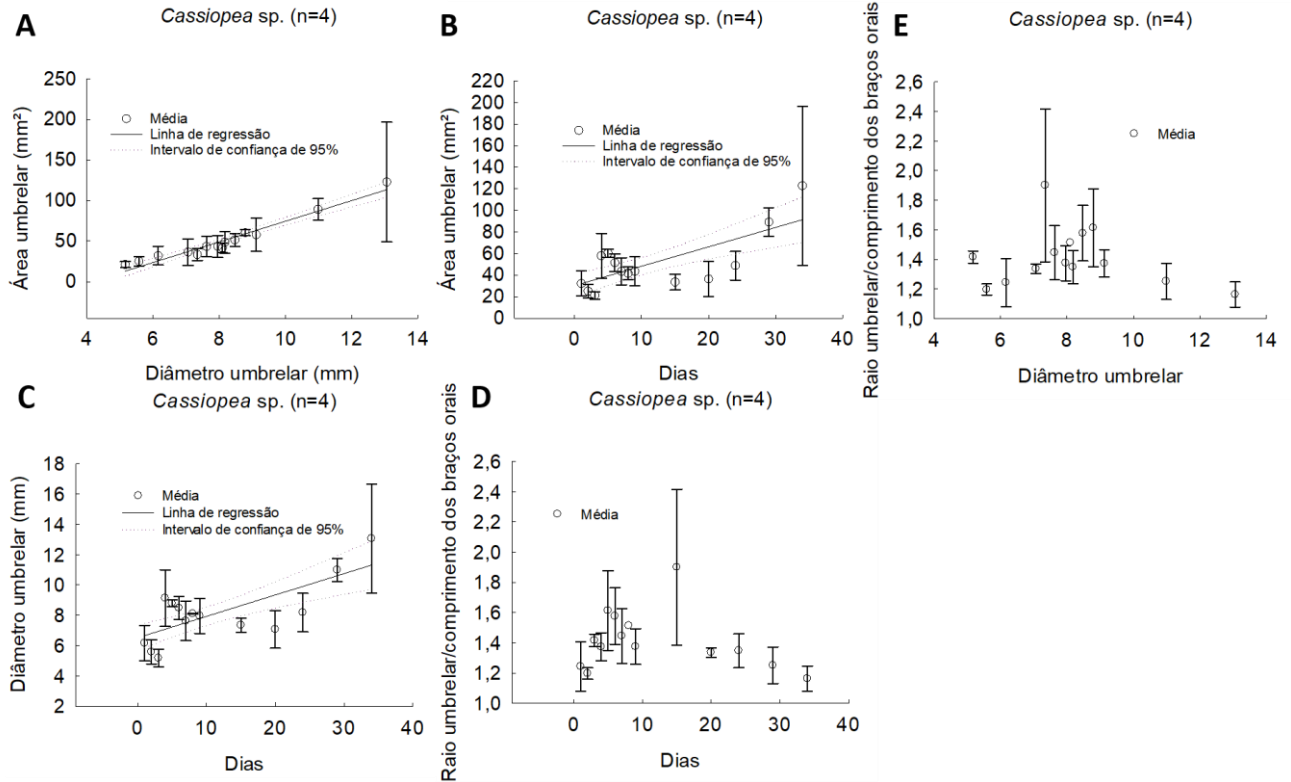 A
Cassiopea sp. (n=4)
Área umbrelar (mm²)
250
200
150
100
50
0
Média
Linha de regressão
Intervalo de confiança de 95%
4 6 8 10 12 14
Diâmetro umbrelar (mm)
B
Cassiopea sp. (n=4)
Área umbrelar (mm²)
220
200
180
160
140
120
100
80
60
40
20
0
Média
Linha de regressão
Intervalo de confiança de 95%
0 10 20 30 40
Dias
E
Cassiopea sp. (n=4)
Raio umbrelar/comprimento dos braços orais
2,6
2,4
2,2
2,0
1,8
1,6
1,4
1,2
1,0
Média
4 6 8 10 12 14
Diâmetro umbrelar
C
Cassiopea sp. (n=4)
Diâmetro umbrelar (mm)
18
16
14
12
10
8
6
4
2
Média
Linha de regressão
Intervalo de confiança de 95%
0 10 20 30 40
Dias
D
Cassiopea sp. (n=4)
Raio umbrelar/comprimento dos braços orais
2,6
2,4
2,2
2,0
1,8
1,6
1,4
1,2
1,0
Média
0 10 20 30 40
Dias